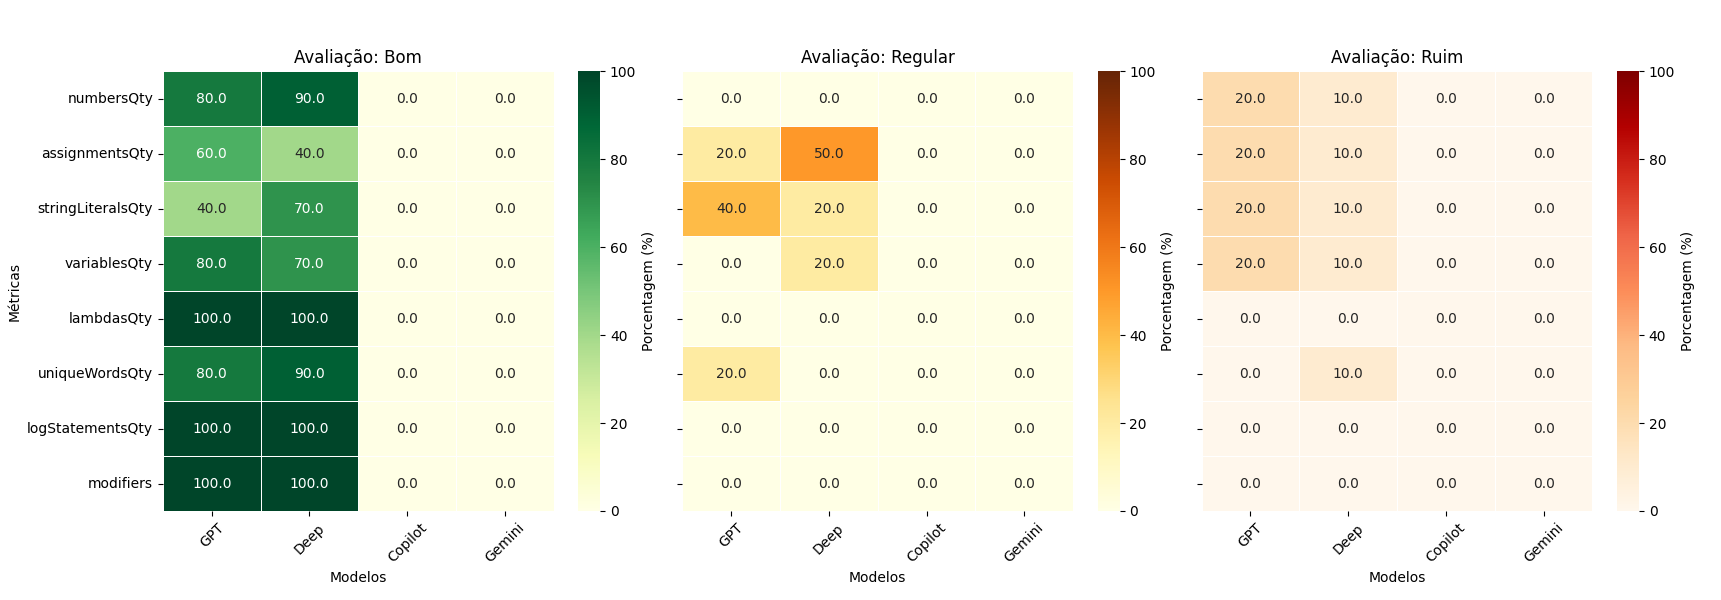 Avaliação: Bom
Avaliação: Regular
Avaliação: Ruim
Métricas
numbersQty 80.0 90.0 0.0 0.0
assignmentsQty 60.0 40.0 0.0 0.0
stringLiteralsQty 40.0 70.0 0.0 0.0
variablesQty 80.0 70.0 0.0 0.0
lambdasQty 100.0 100.0 0.0 0.0
uniqueWordsQty 80.0 90.0 0.0 0.0
logStatementsQty 100.0 100.0 0.0 0.0
modifiers 100.0 100.0 0.0 0.0
GPT Deep Copilot Gemini
Modelos
100
80
60
40
20
0
Porcentagem (%)
0.0 0.0 0.0 0.0
20.0 50.0 0.0 0.0
40.0 20.0 0.0 0.0
0.0 20.0 0.0 0.0
0.0 0.0 0.0 0.0
20.0 0.0 0.0 0.0
0.0 0.0 0.0 0.0
0.0 0.0 0.0 0.0
GPT Deep Copilot Gemini
Modelos
100
80
60
40
20
0
Porcentagem (%)
20.0 10.0 0.0 0.0
20.0 10.0 0.0 0.0
20.0 10.0 0.0 0.0
20.0 10.0 0.0 0.0
0.0 0.0 0.0 0.0
0.0 10.0 0.0 0.0
0.0 0.0 0.0 0.0
0.0 0.0 0.0 0.0
GPT Deep Copilot Gemini
Modelos
100
80
60
40
20
0
Porcentagem (%)